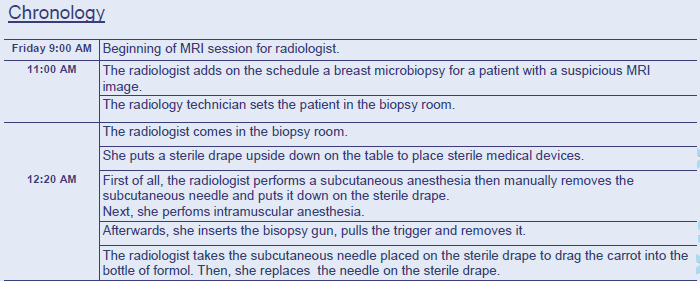 Chronology
Friday 9:00 AM Beginning of MRI session for radiologist.
11:00 AM The radiologist adds on the schedule a breast microbiopsy for a patient with a suspicious MRI
image.
The radiology technician sets the patient in the biopsy room.
The radiologist comes in the biopsy room.
She puts a sterile drape upside down on the table to place sterile medical devices.
12:20 AM First of all, the radiologist performs a subcutaneous anesthesia then manually removes the
subcutaneous needle and puts it down on the sterile drape.
Next, she perfoms intramuscular anesthesia.
Afterwards, she inserts the bisopsy gun, pulls the trigger and removes it.
The radiologist takes the subcutaneous needle placed on the sterile drape to drag the carrot into the
bottle of formol. Then, she replaces the needle on the sterile drape.